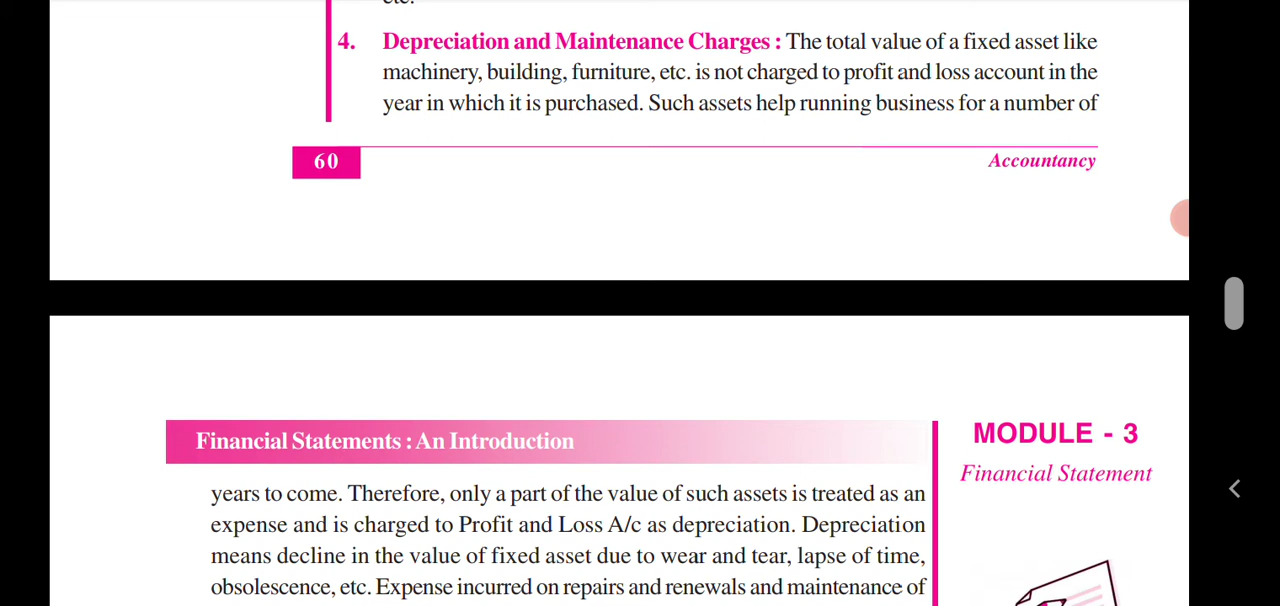 etc.
4. Depreciation and Maintenance Charges : The total value of a fixed asset like
machinery, building, furniture, etc. is not charged to profit and loss account in the
year in which it is purchased. Such assets help running business for a number of
60
Accountancy
Financial Statements : An Introduction
MODULE - 3
Financial Statement
years to come. Therefore, only a part of the value of such assets is treated as an
expense and is charged to Profit and Loss A/c as depreciation. Depreciation
means decline in the value of fixed asset due to wear and tear, lapse of time,
obsolescence, etc. Expense incurred on repairs and renewals and maintenance of